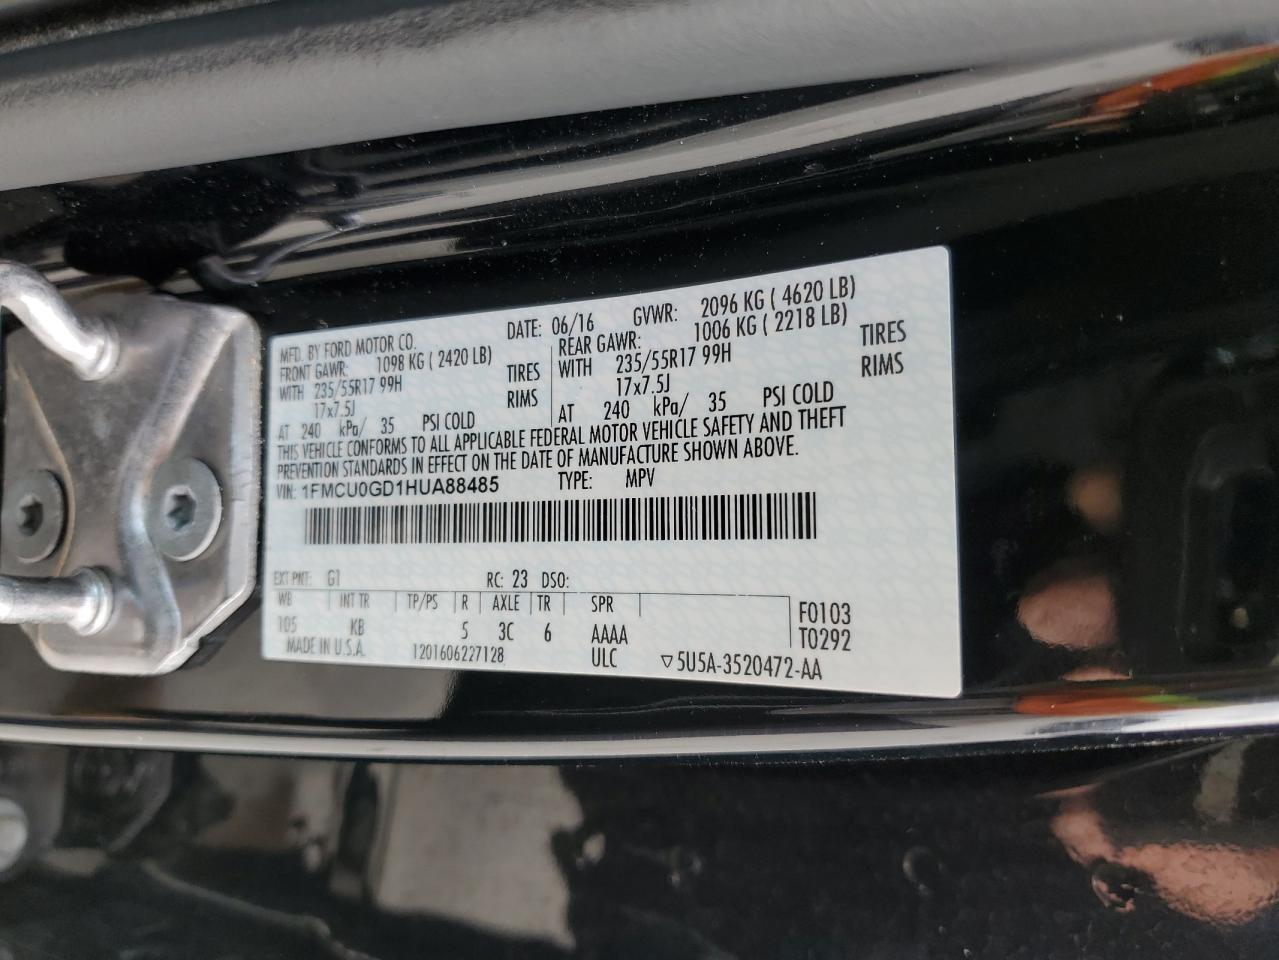 MFD. BY FORD MOTOR CO.
DATE: 06/16 GVWR: 2096 KG ( 4620 LB)
FRONT GAWR: 1098 KG ( 2420 LB)
WITH 235/55R17 99H TIRES
17x7.5J RIMS
AT 240 kPa/ 35 PSI COLD
REAR GAWR: 1006 KG ( 2218 LB)
WITH 235/55R17 99H TIRES
17x7.5J RIMS
AT 240 kPa/ 35 PSI COLD
THIS VEHICLE CONFORMS TO ALL APPLICABLE FEDERAL MOTOR VEHICLE SAFETY AND THEFT
PREVENTION STANDARDS IN EFFECT ON THE DATE OF MANUFACTURE SHOWN ABOVE.
VIN: 1FMCU0GD1HUA88485 TYPE: MPV
EXT PNT: G1 RC: 23 DSO:
WB INT TR TP/PS R AXLE TR SPR
105 KB 5 3C 6 AAAA
F0103
T0292
MADE IN U.S.A. 1201606227128 ULC ▽5U5A-3520472-AA